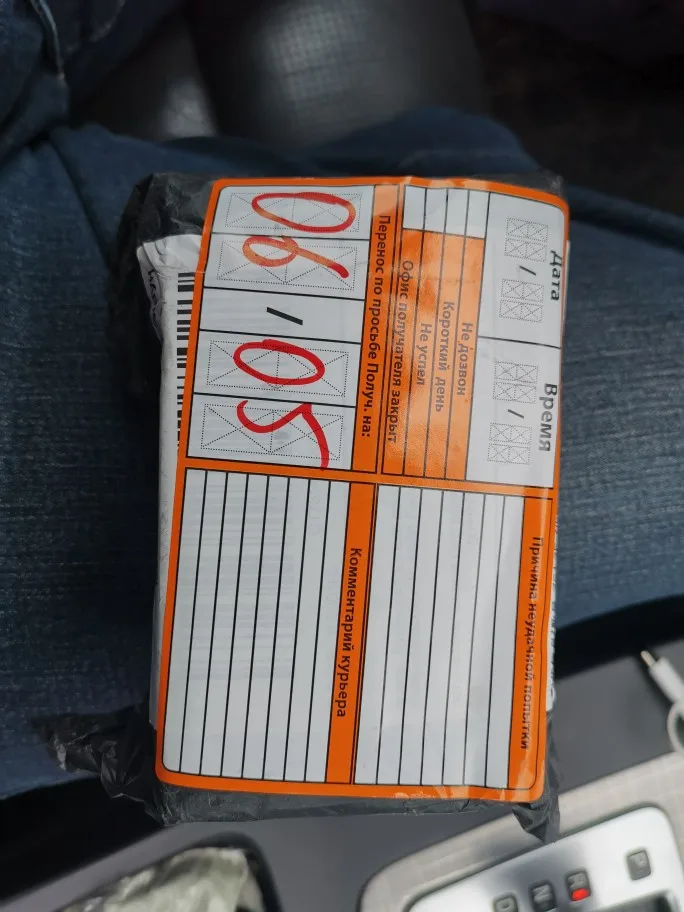 Дата Время
/ /
Не дозвон
Короткий день
Не успел
Офис получателя закрыт
Перенос по просьбе Получ. на:
06/05
Причина неудачной попытки
Комментарий курьера
P
R
N
D